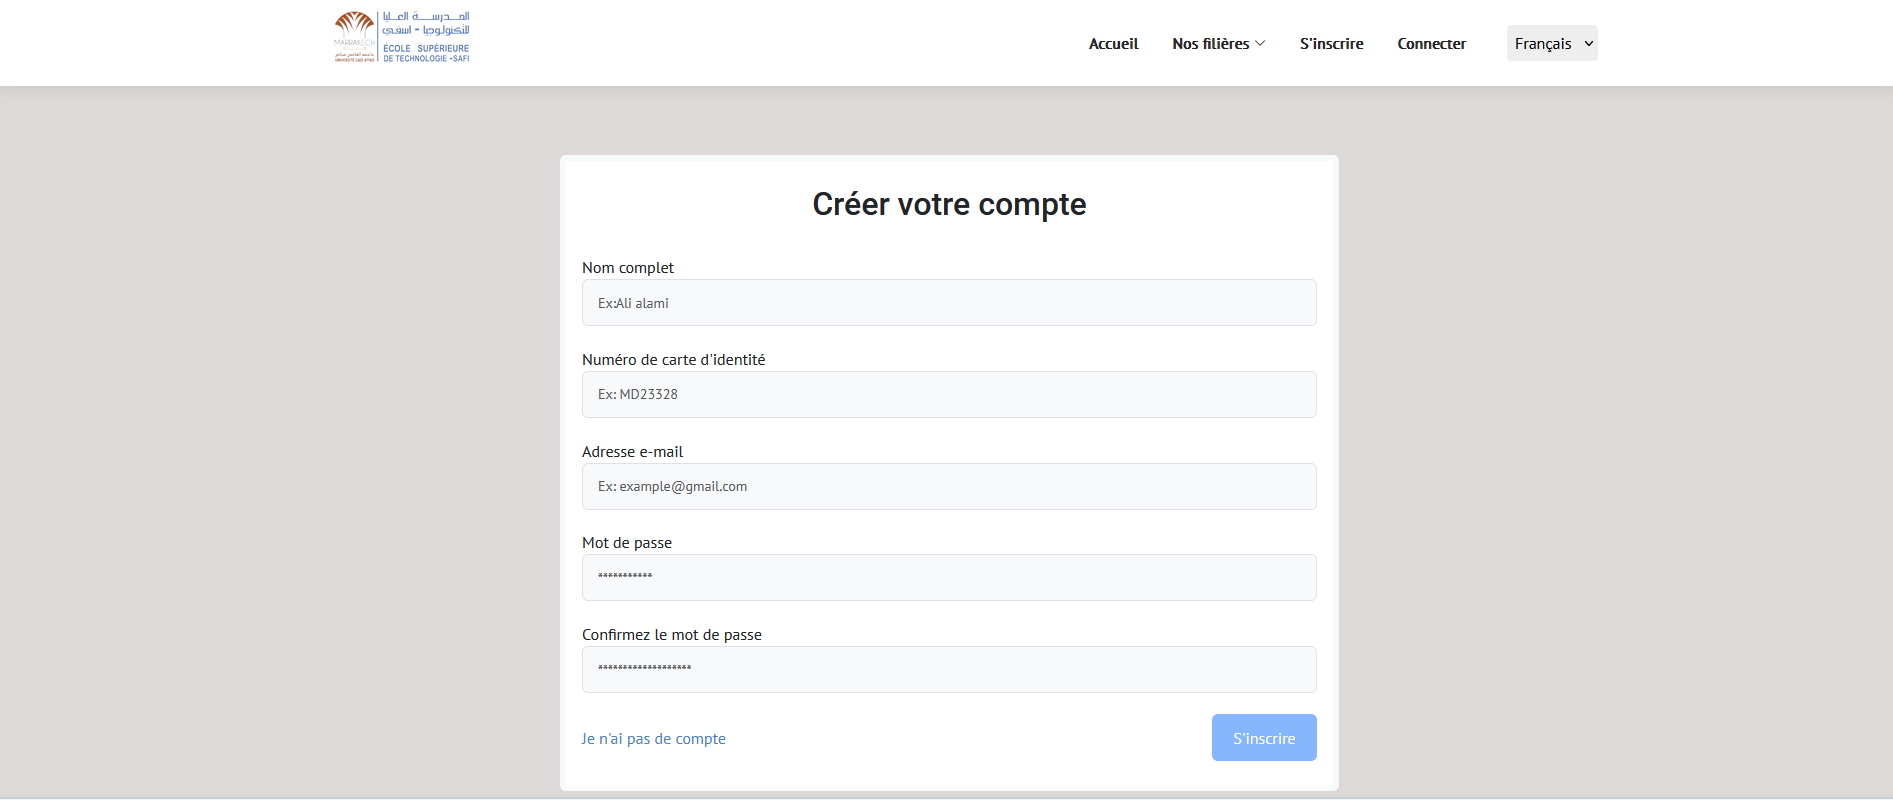 المدرسة العليا
للتكنولوجيا - اسفي
MARRAKECH
ÉCOLE SUPÉRIEURE
DE TECHNOLOGIE -SAFI
Accueil
Nos filières
S'inscrire
Connecter
Français
Créer votre compte
Nom complet
Ex:Ali alami
Numéro de carte d'identité
Ex: MD23328
Adresse e-mail
Ex: example@gmail.com
Mot de passe
***********
Confirmez le mot de passe
*******************
Je n'ai pas de compte
S'inscrire